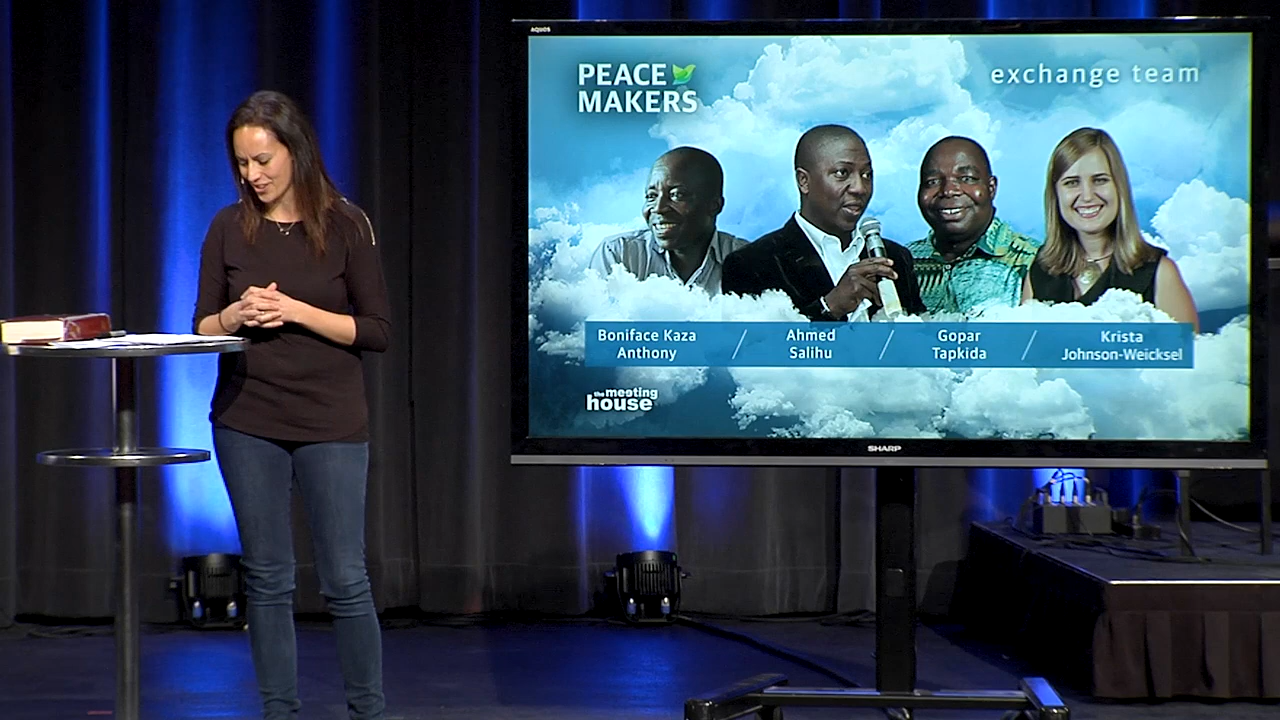 AQUOS
PEACE
MAKERS
exchange team
Boniface Kaza
Anthony
Ahmed
Salihu
Gopar
Tapkida
Krista
Johnson-Weicksel
the meeting
house
SHARP